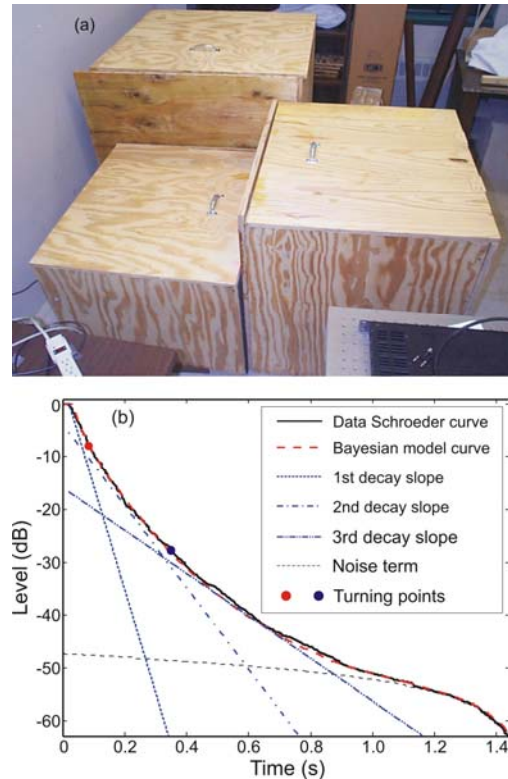 (a)
(b)
Data Schroeder curve
Bayesian model curve
1st decay slope
2nd decay slope
3rd decay slope
Noise term
Turning points
Level (dB)
0
-10
-20
-30
-40
-50
-60
0
0.2
0.4
0.6
0.8
1.0
1.2
1.4
Time (s)